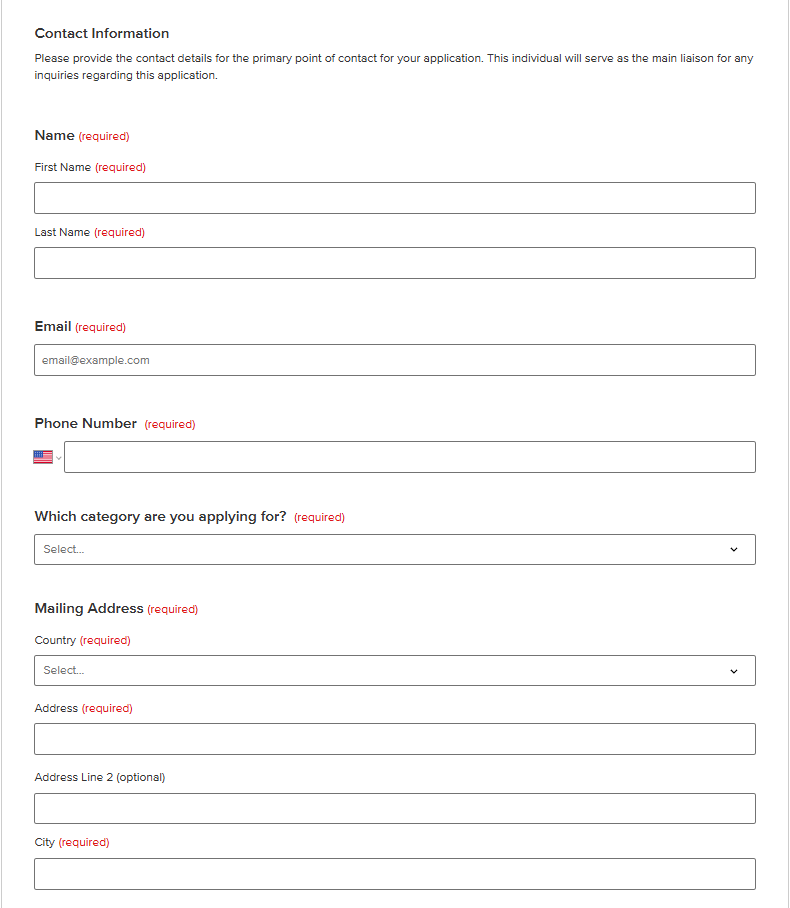 Contact Information
Please provide the contact details for the primary point of contact for your application. This individual will serve as the main liaison for any
inquiries regarding this application.
Name (required)
First Name (required)
Last Name (required)
Email (required)
email@example.com
Phone Number (required)
Which category are you applying for? (required)
Select...
Mailing Address (required)
Country (required)
Select...
Address (required)
Address Line 2 (optional)
City (required)